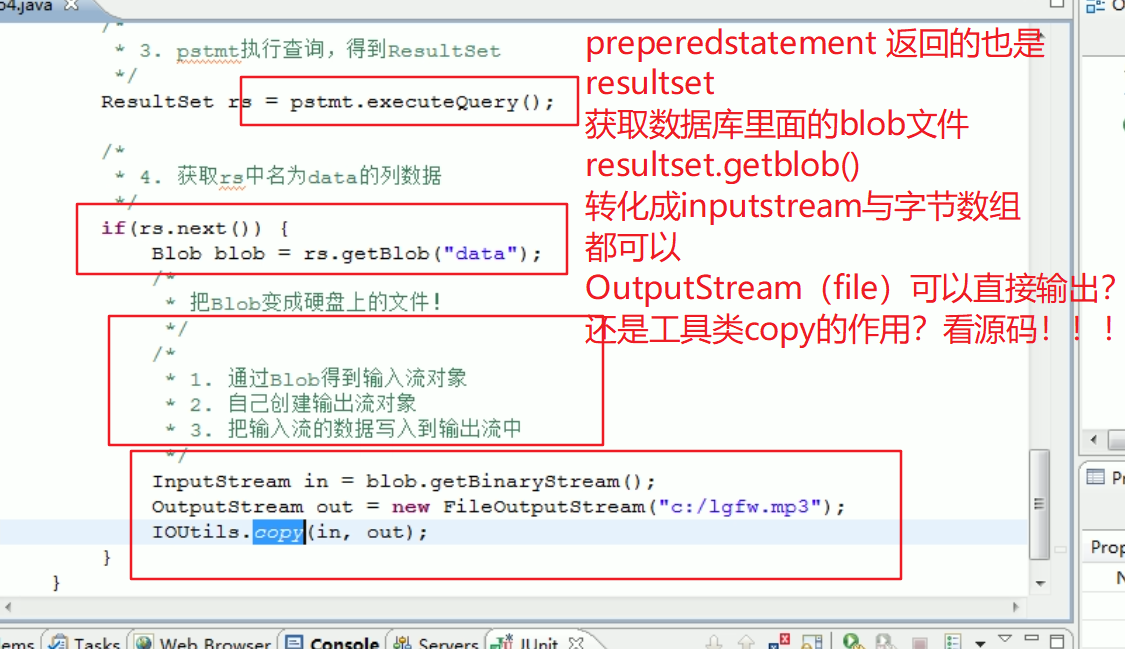 o4.java
/*
* 3. pstmt执行查询，得到ResultSet
*/
ResultSet rs = pstmt.executeQuery();
/*
* 4. 获取rs中名为data的列数据
*/
if(rs.next()) {
Blob blob = rs.getBlob("data");
/*
* 把Blob变成硬盘上的文件！
*/
/*
* 1. 通过Blob得到输入流对象
* 2. 自己创建输出流对象
* 3. 把输入流的数据写入到输出流中
*/
InputStream in = blob.getBinaryStream();
OutputStream out = new FileOutputStream("c:/lgfw.mp3");
IOUtils.copy(in, out);
}
}
preperedstatement 返回的也是
resultset
获取数据库里面的blob文件
resultset.getblob()
转化成inputstream与字节数组
都可以
OutputStream（file）可以直接输出？
还是工具类copy的作用？看源码！！！
Prop
ems Tasks Web Browser Console Servers JUnit